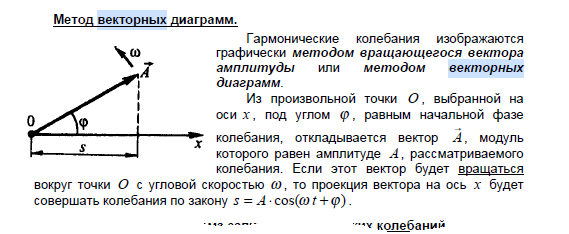 Метод векторных диаграмм.
Гармонические колебания изображаются
графически методом вращающегося вектора
амплитуды или методом векторных
диаграмм.
Из произвольной точки O, выбранной на
оси x, под углом φ, равным начальной фазе
колебания, откладывается вектор A⃗, модуль
которого равен амплитуде A, рассматриваемого
колебания. Если этот вектор будет вращаться
вокруг точки O с угловой скоростью ω, то проекция вектора на ось x будет
совершать колебания по закону s = A·cos(ωt+φ).
ω
A⃗
O
φ
x
s
колебаний